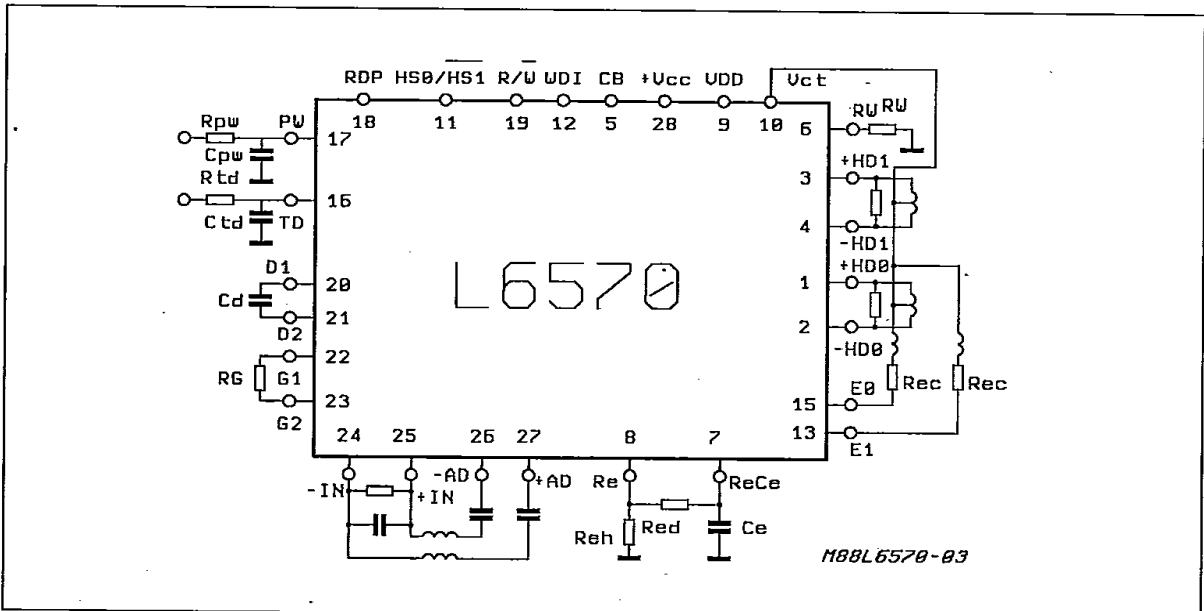 RDP HS0/HS1 R/W WDI CB +Vcc VDD Vct
18 11 19 12 5 28 9 10
Rpw PW 17
Cpw
Rtd
16
Ctd TD
D1
20
Cd
21
D2
22
RG G1
23
G2
L6570
6 RW RW
+HD1
3
4
-HD1
+HD0
1
2
-HD0
E0 Rec Rec
15
13
E1
24 25 26 27 8 7
-IN +IN -AD +AD Re ReCe
Reh Red Ce
M88L6570-03